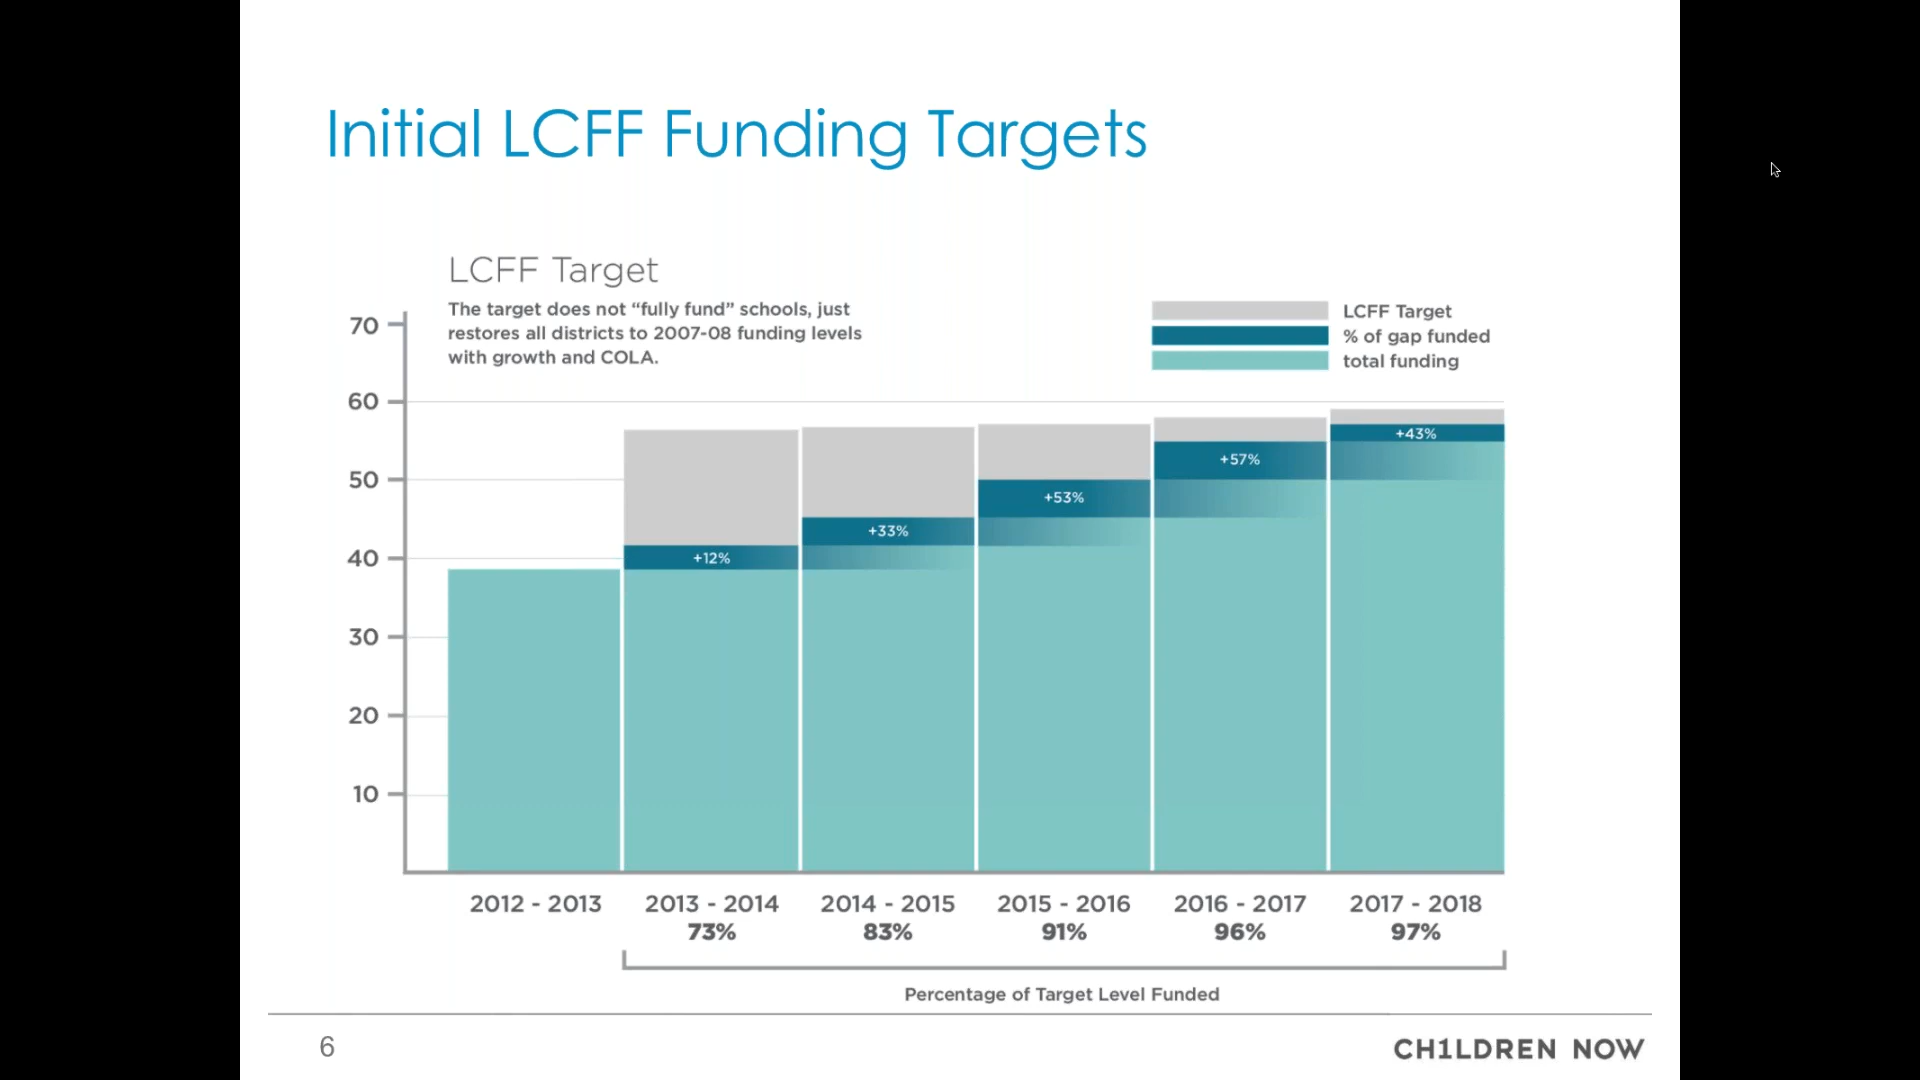 Initial LCFF Funding Targets
LCFF Target
The target does not “fully fund” schools, just
restores all districts to 2007-08 funding levels
with growth and COLA.
LCFF Target
% of gap funded
total funding
70
60
50
40
30
20
10
+12%
+33%
+53%
+57%
+43%
2012 - 2013
2013 - 2014
2014 - 2015
2015 - 2016
2016 - 2017
2017 - 2018
73%
83%
91%
96%
97%
Percentage of Target Level Funded
6
CH1LDREN NOW